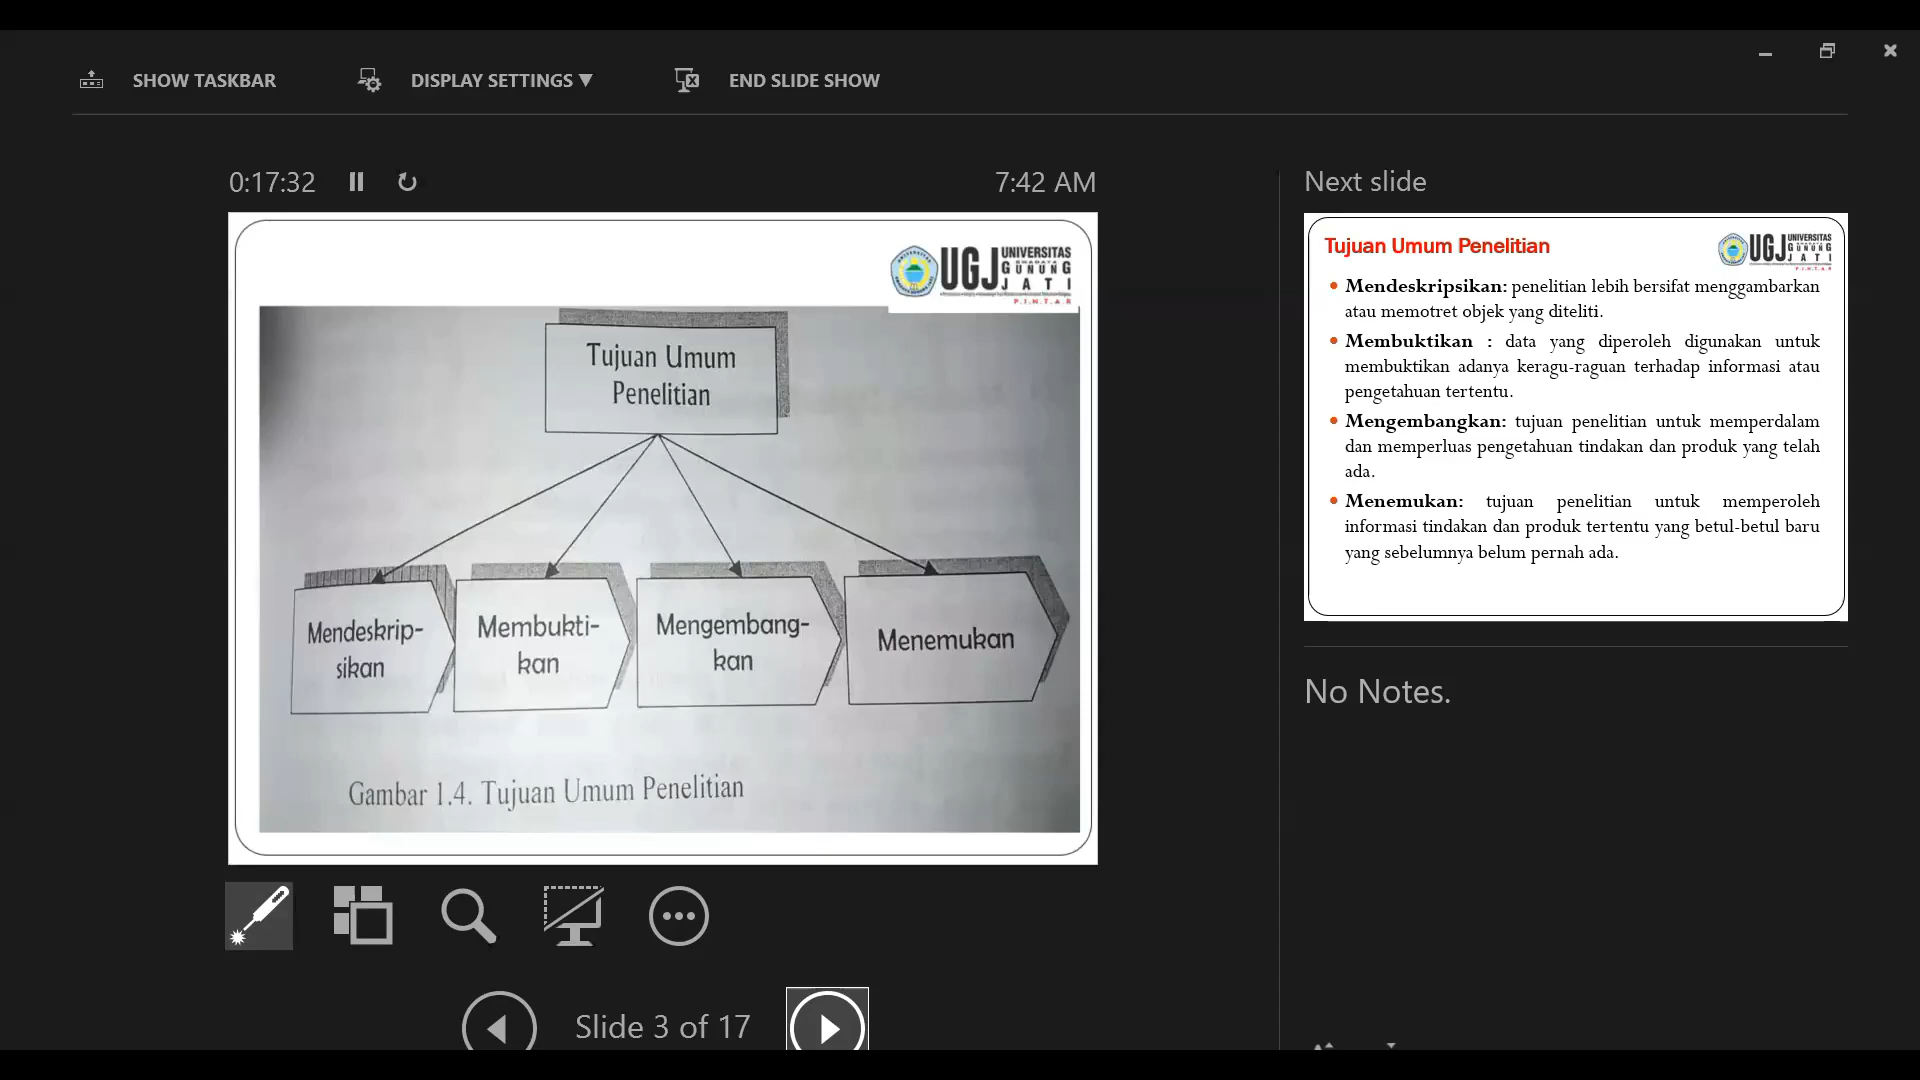 SHOW TASKBAR
DISPLAY SETTINGS ▼
END SLIDE SHOW
0:17:32
7:42 AM
UGJ UNIVERSITAS
SWADAYA
GUNUNG
JATI
P.I.N.T.A.R
Tujuan Umum
Penelitian
Mendeskrip-
sikan
Membukti-
kan
Mengembang-
kan
Menemukan
Gambar 1.4. Tujuan Umum Penelitian
Slide 3 of 17
Next slide
Tujuan Umum Penelitian
UGJ UNIVERSITAS
GUNUNG
JATI
P.I.N.T.A.R
• Mendeskripsikan: penelitian lebih bersifat menggambarkan
atau memotret objek yang diteliti.
• Membuktikan : data yang diperoleh digunakan untuk
membuktikan adanya keragu-raguan terhadap informasi atau
pengetahuan tertentu.
• Mengembangkan: tujuan penelitian untuk memperdalam
dan memperluas pengetahuan tindakan dan produk yang telah
ada.
• Menemukan: tujuan penelitian untuk memperoleh
informasi tindakan dan produk tertentu yang betul-betul baru
yang sebelumnya belum pernah ada.
No Notes.